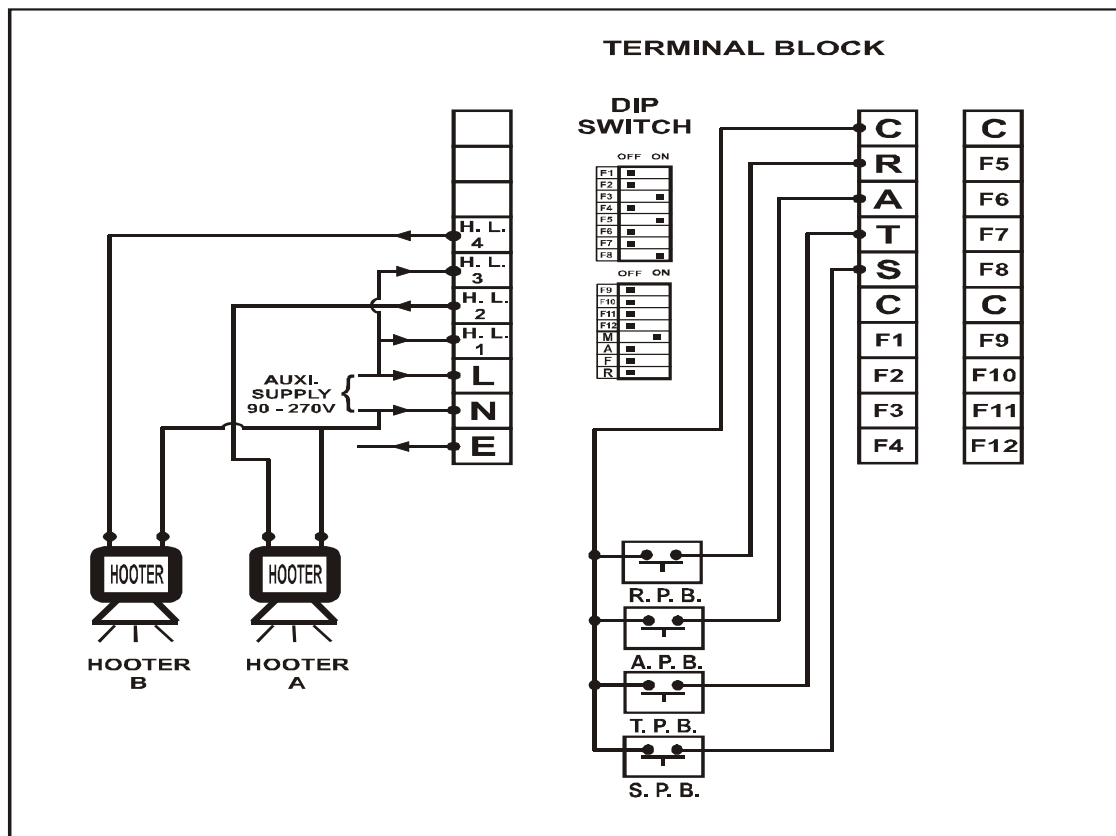 TERMINAL BLOCK
DIP
SWITCH
OFF ON
F1
F2
F3
F4
F5
F6
F7
F8
OFF ON
F9
F10
F11
F12
M
A
F
R
H. L.
4
H. L.
3
H. L.
2
H. L.
1
L
N
E
AUXI.
SUPPLY
90 - 270V
{
HOOTER
HOOTER
B
HOOTER
HOOTER
A
C
R
A
T
S
C
F1
F2
F3
F4
C
F5
F6
F7
F8
C
F9
F10
F11
F12
R. P. B.
A. P. B.
T. P. B.
S. P. B.